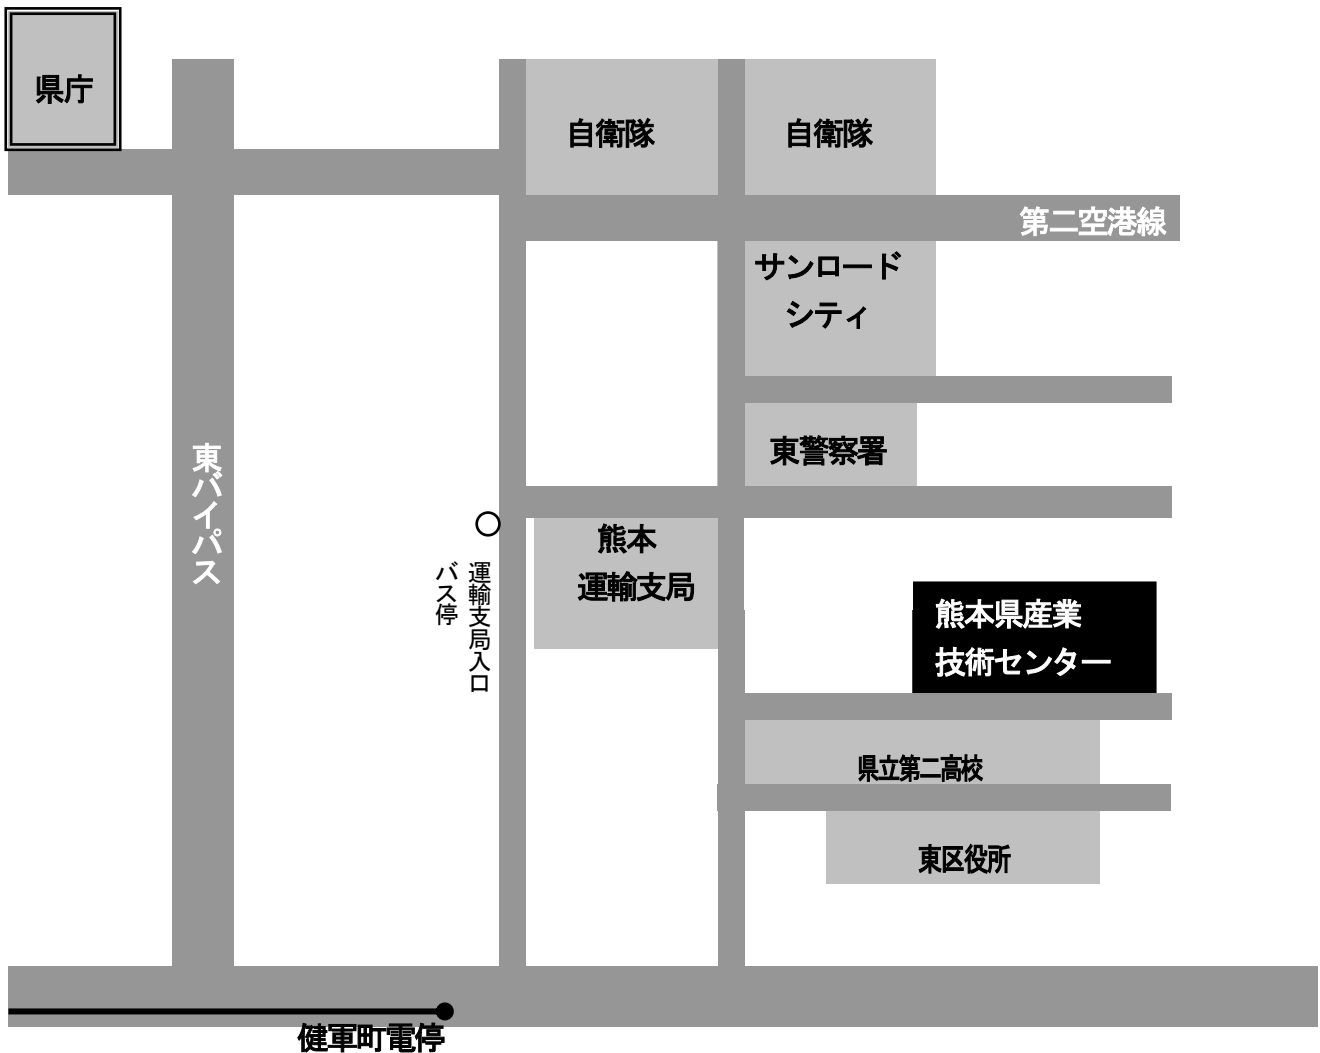 県庁
自衛隊
自衛隊
第二空港線
サンロード
シティ
東警察署
東バイパス
熊本
運輸支局
運輸支局入口
バス停
熊本県産業
技術センター
県立第二高校
東区役所
健軍町電停